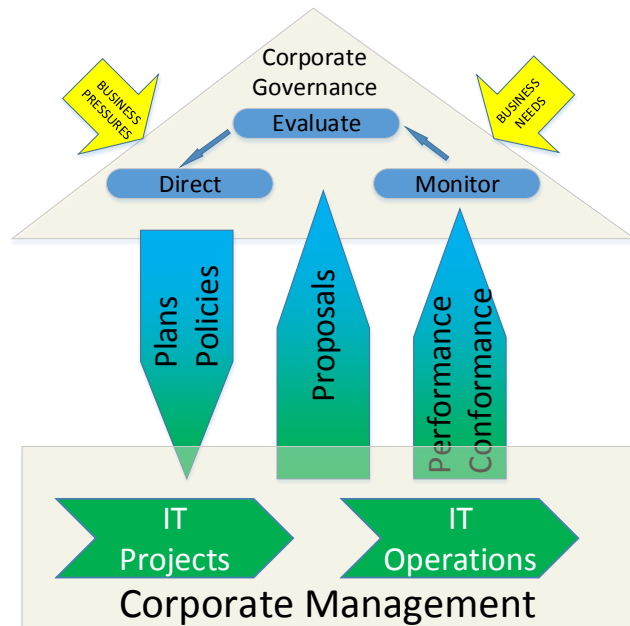 Corporate
Governance
BUSINESS
PRESSURES
BUSINESS
NEEDS
Evaluate
Direct
Monitor
Plans
Policies
Proposals
Performance
Conformance
IT
Projects
IT
Operations
Corporate Management